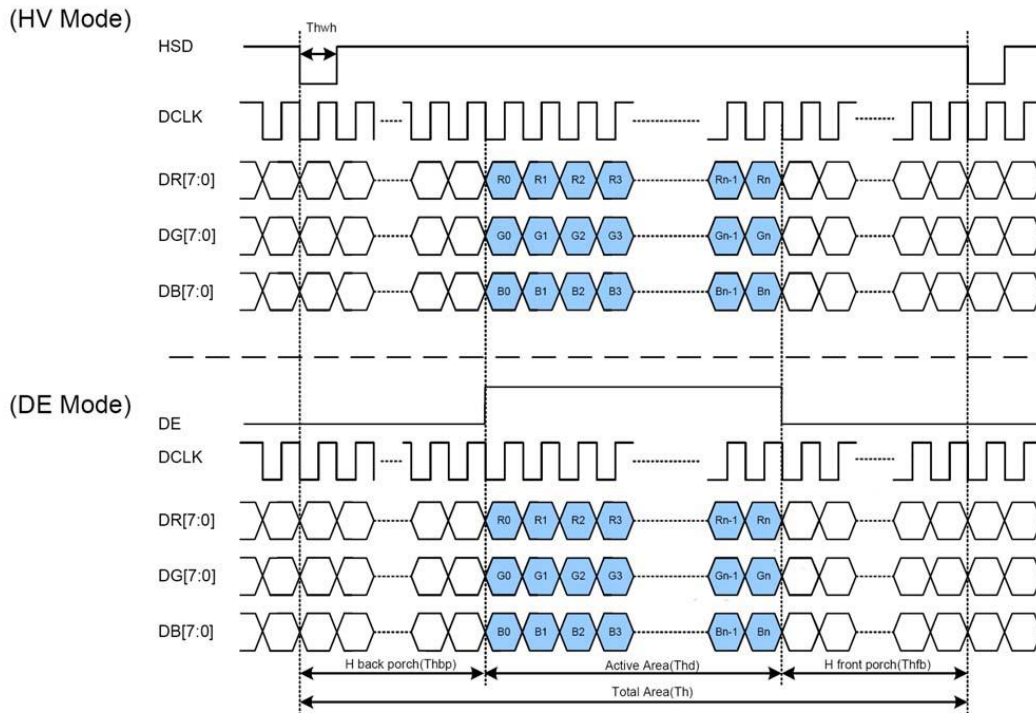 (HV Mode)
Thwh
HSD
DCLK
DR[7:0] R0 R1 R2 R3 Rn-1 Rn
DG[7:0] G0 G1 G2 G3 Gn-1 Gn
DB[7:0] B0 B1 B2 B3 Bn-1 Bn
(DE Mode)
DE
DCLK
DR[7:0] R0 R1 R2 R3 Rn-1 Rn
DG[7:0] G0 G1 G2 G3 Gn-1 Gn
DB[7:0] B0 B1 B2 B3 Bn-1 Bn
H back porch(Thbp) Active Area(Thd) H front porch(Thfb)
Total Area(Th)